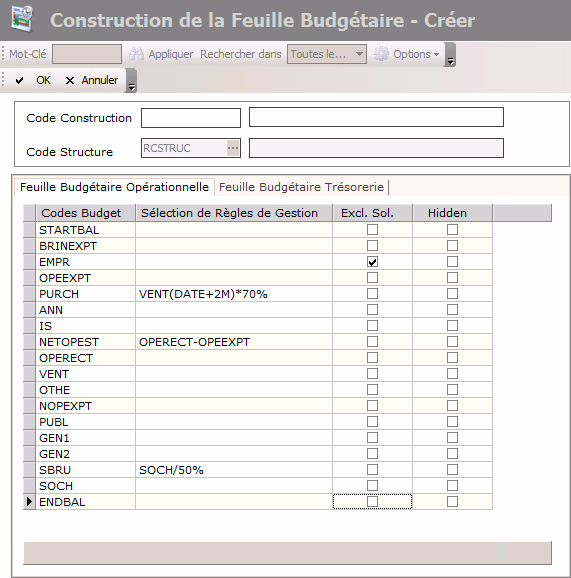 Construction de la Feuille Budgétaire - Créer
Mot-Clé Appliquer Rechercher dans Toutes le... Options
OK Annuler
Code Construction
Code Structure RCSTRUC ...
Feuille Budgétaire Opérationnelle Feuille Budgétaire Trésorerie
Codes Budget Sélection de Règles de Gestion Excl. Sol. Hidden
STARTBAL
BRINEXPT
EMPR
OPEEXPT
PURCH VENT(DATE+2M)*70%
ANN
IS
NETOPEST OPERECT-OPEEXPT
OPERECT
VENT
OTHE
NOPEXPT
PUBL
GEN1
GEN2
SBRU SOCH/50%
SOCH
ENDBAL